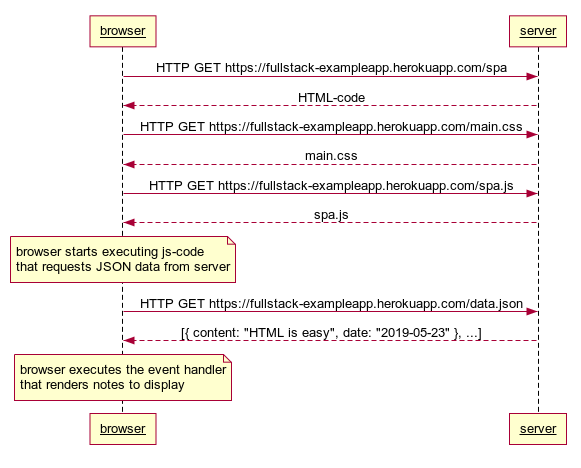 browser
server
HTTP GET https://fullstack-exampleapp.herokuapp.com/spa
HTML-code
HTTP GET https://fullstack-exampleapp.herokuapp.com/main.css
main.css
HTTP GET https://fullstack-exampleapp.herokuapp.com/spa.js
spa.js
browser starts executing js-code
that requests JSON data from server
HTTP GET https://fullstack-exampleapp.herokuapp.com/data.json
[{ content: "HTML is easy", date: "2019-05-23" }, ...]
browser executes the event handler
that renders notes to display
browser
server